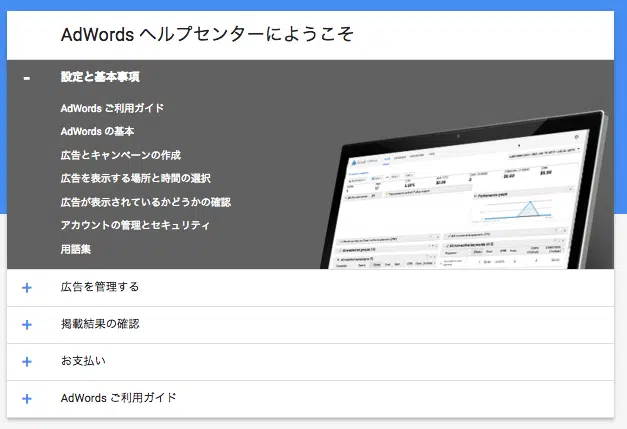 AdWords ヘルプセンターにようこそ
設定と基本事項
AdWords ご利用ガイド
AdWords の基本
広告とキャンペーンの作成
広告を表示する場所と時間の選択
広告が表示されているかどうかの確認
アカウントの管理とセキュリティ
用語集
広告を管理する
掲載結果の確認
お支払い
AdWords ご利用ガイド